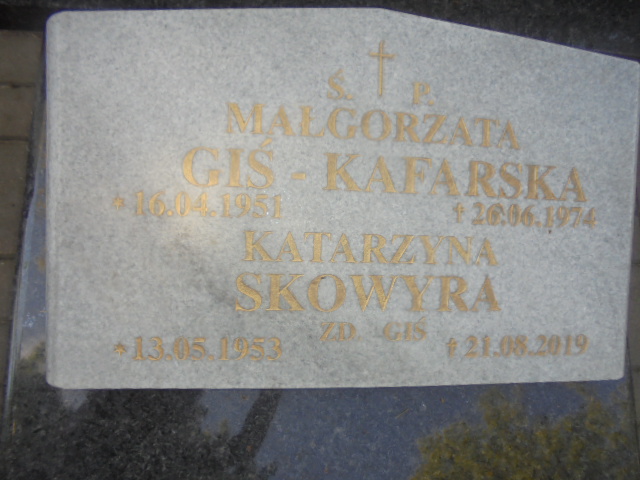 Ś. P.
MAŁGORZATA
GIŚ - KAFARSKA
* 16.04.1951 † 26.06.1974
KATARZYNA
SKOWYRA
ZD. GIŚ
* 13.05.1953 † 21.08.2019